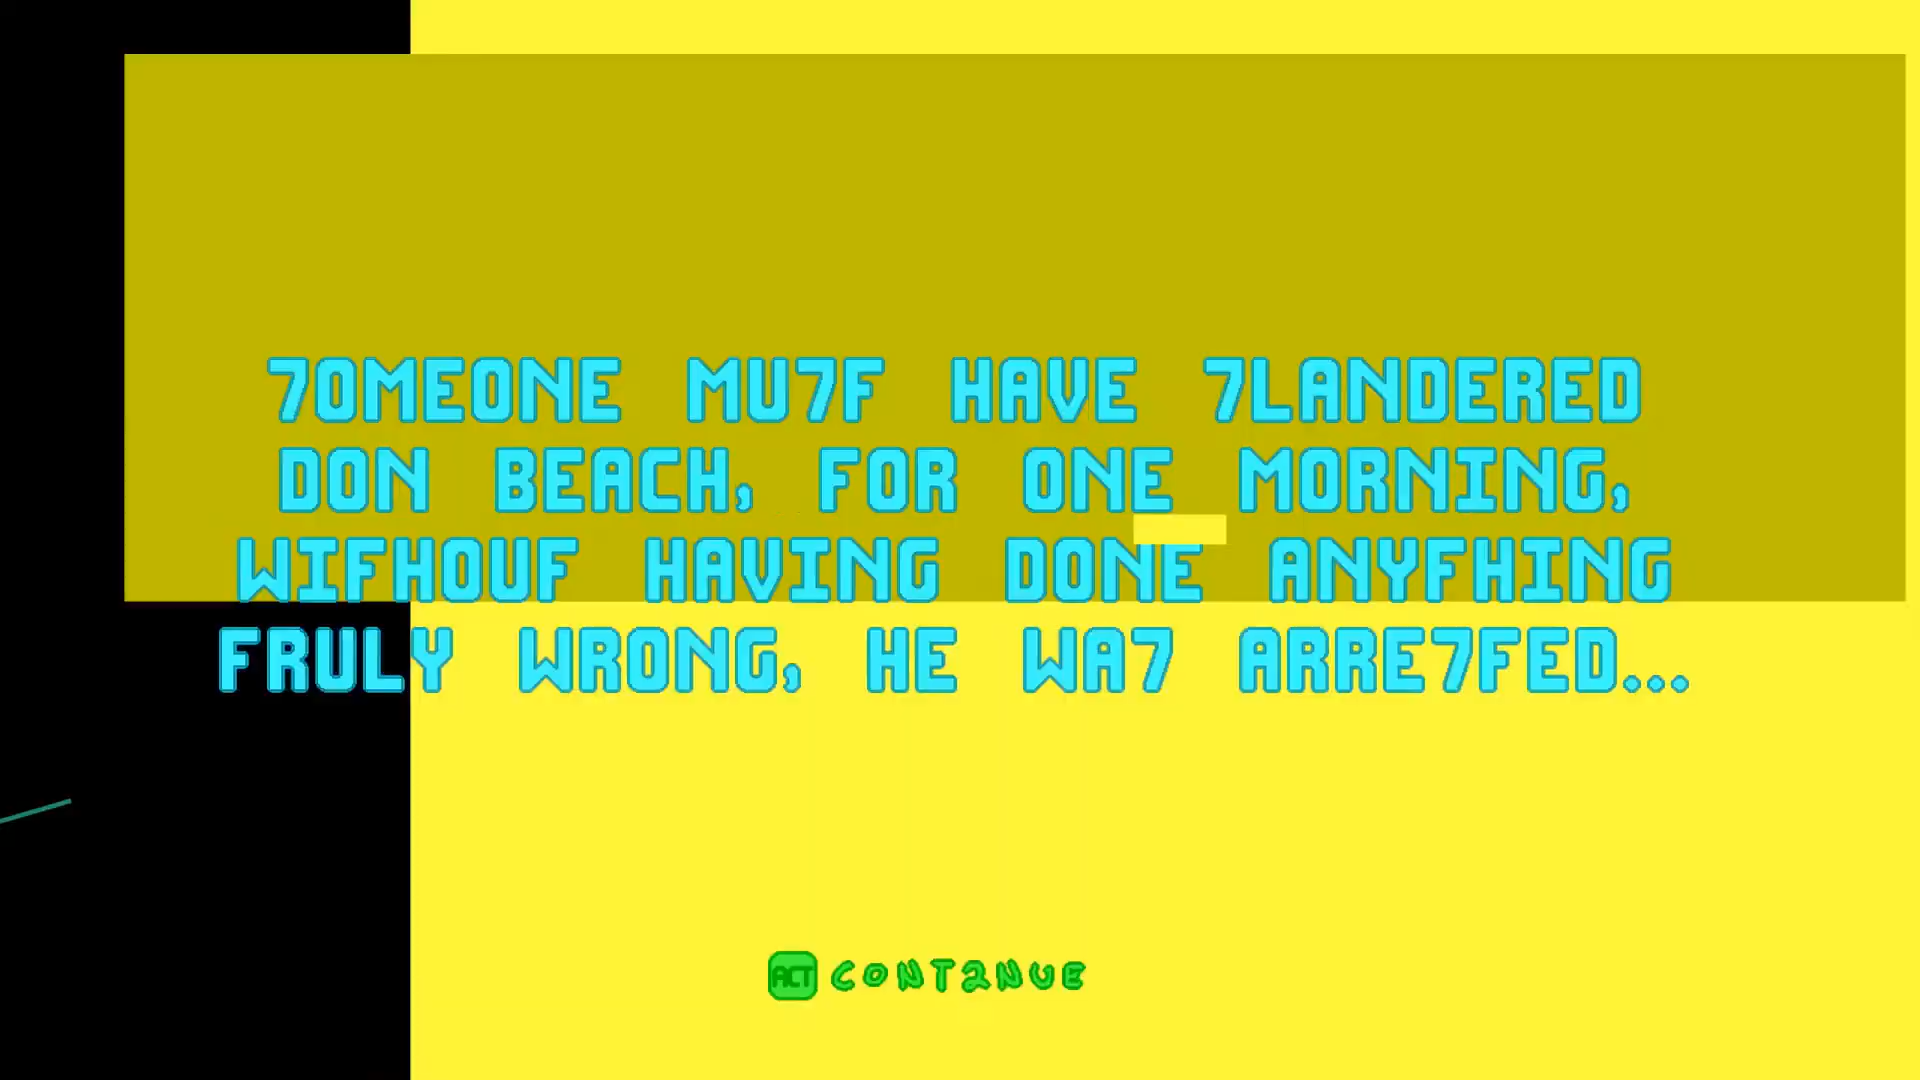 7OMEONE MU7F HAVE 7LANDERED
DON BEACH, FOR ONE MORNING,
WIFHOUF HAVING DONE ANYFHING
FRULY WRONG, HE WA7 ARRE7FED...
ACT CONT2NUE